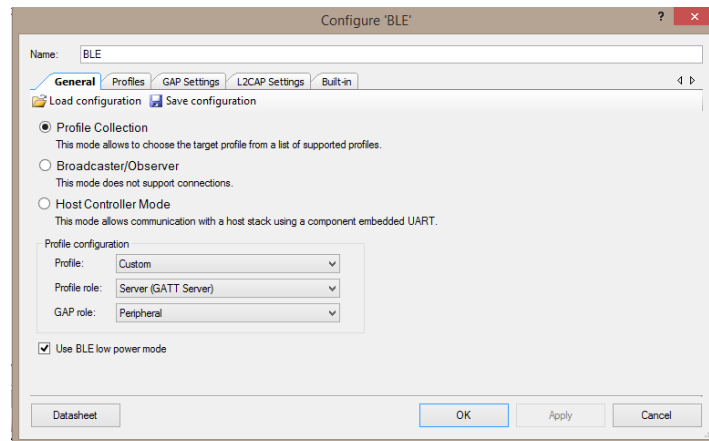 Configure 'BLE'
? ×
Name: BLE
General Profiles GAP Settings L2CAP Settings Built-in
Load configuration Save configuration
Profile Collection
This mode allows to choose the target profile from a list of supported profiles.
Broadcaster/Observer
This mode does not support connections.
Host Controller Mode
This mode allows communication with a host stack using a component embedded UART.
Profile configuration
Profile: Custom
Profile role: Server (GATT Server)
GAP role: Peripheral
Use BLE low power mode
Datasheet OK Apply Cancel